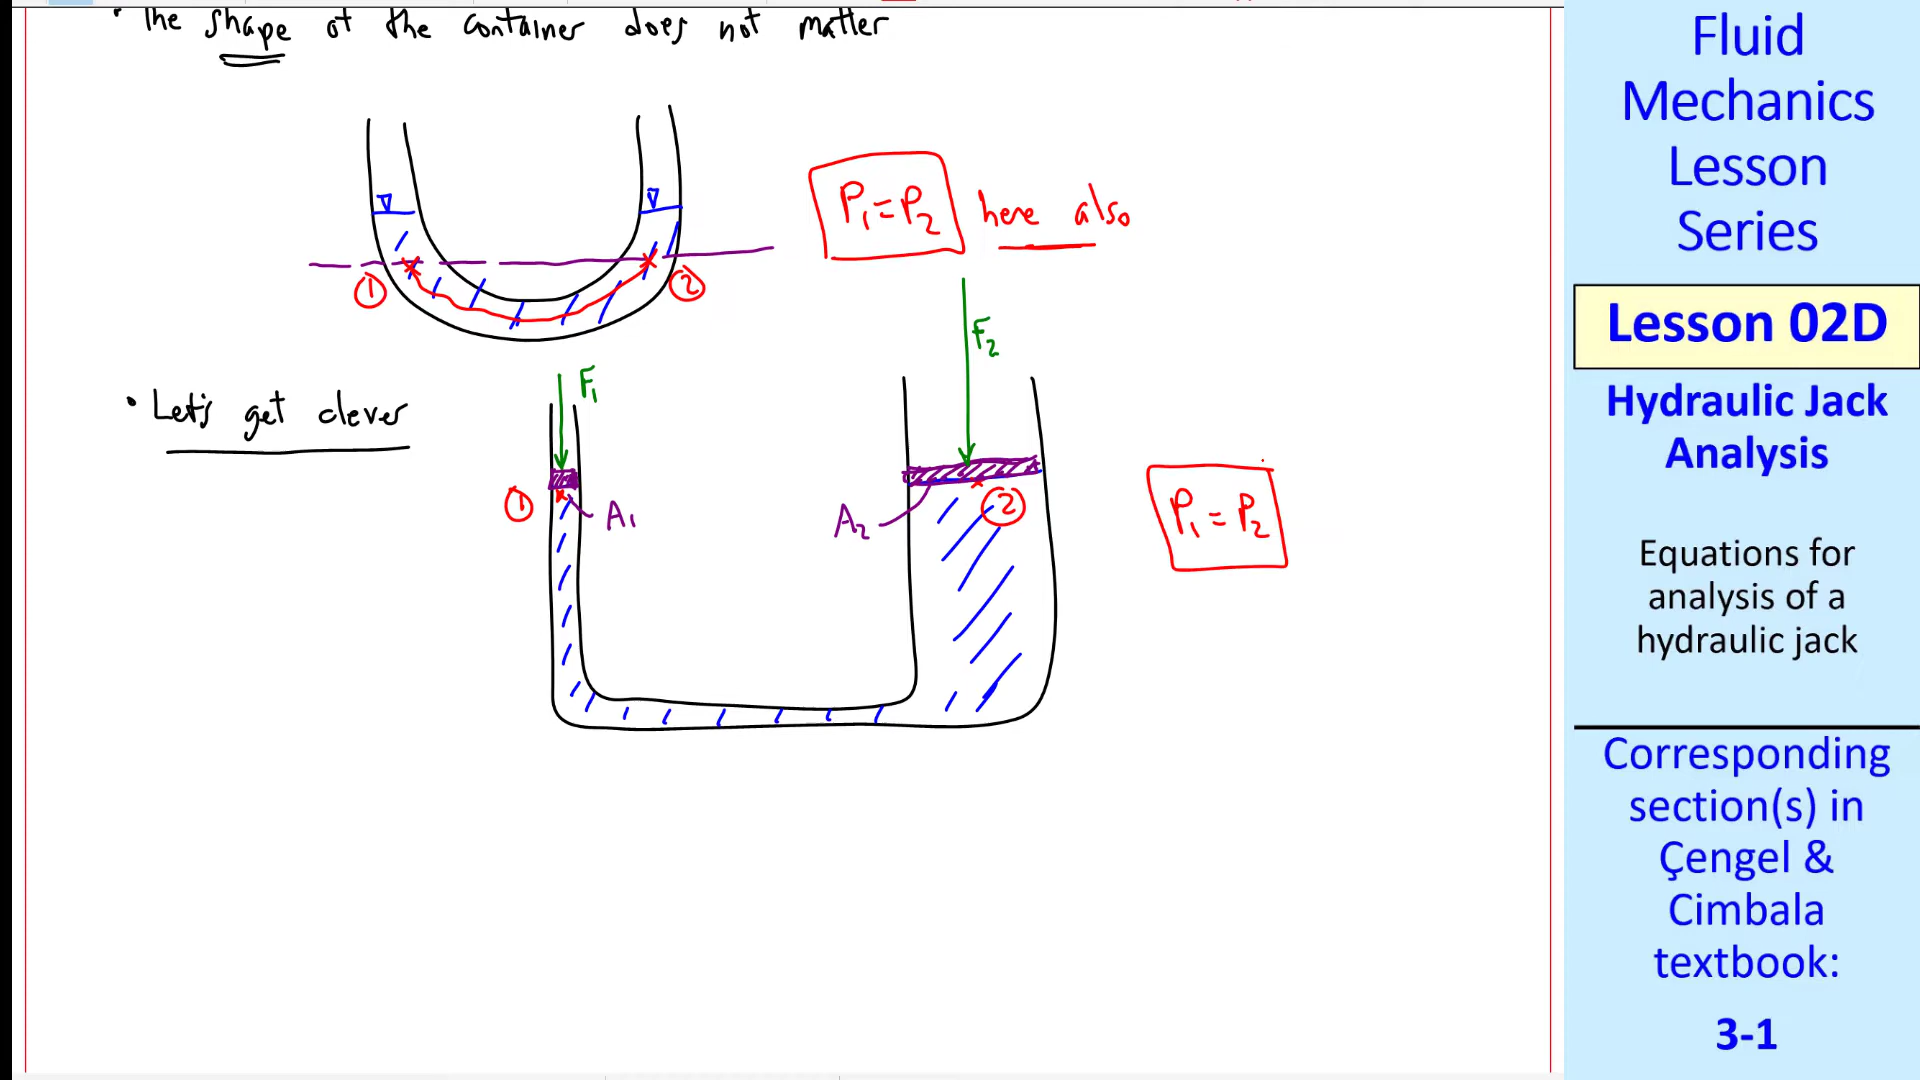 • The shape of the container does not matter
P₁=P₂ here also
① ②
F₂
F₁
• Let's get clever
① A₁ A₂ ②
P₁=P₂
Fluid
Mechanics
Lesson
Series
Lesson 02D
Hydraulic Jack
Analysis
Equations for
analysis of a
hydraulic jack
Corresponding
section(s) in
Çengel &
Cimbala
textbook:
3-1